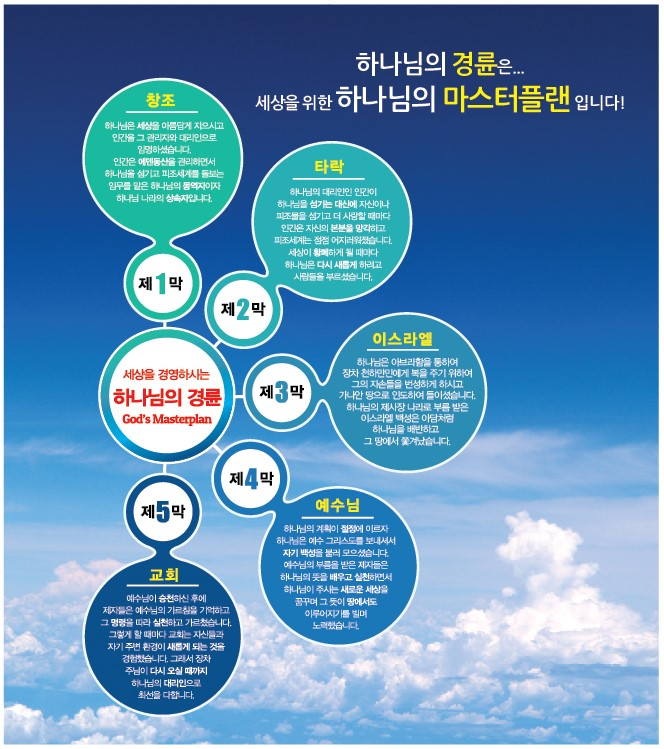 하나님의 경륜은...
세상을 위한 하나님의 마스터플랜 입니다!
창조
하나님은 세상을 아름답게 지으시고
인간을 그 관리자와 대리인으로
임명하셨습니다.
인간은 에덴동산을 관리하면서
하나님을 섬기고 피조세계를 돌보는
임무를 맡은 하나님의 동역자이자
하나님 나라의 상속자입니다.
제1막
타락
하나님의 대리인인 인간이
하나님을 섬기는 대신에 자신이나
피조물을 섬기고 더 사랑할 때마다
인간은 자신의 본분을 망각하고
피조세계는 점점 어지러워졌습니다.
세상이 황폐하게 될 때마다
하나님은 다시 새롭게 하려고
사람들을 부르셨습니다.
제2막
세상을 경영하시는
하나님의 경륜
God's Masterplan
이스라엘
하나님은 아브라함을 통하여
장차 천하만민에게 복을 주기 위하여
그의 자손들을 번성하게 하시고
가나안 땅으로 인도하여 들이셨습니다.
하나님의 제사장 나라로 부름 받은
이스라엘 백성은 아담처럼
하나님을 배반하고
그 땅에서 쫓겨났습니다.
제3막
제4막
예수님
하나님의 계획이 절정에 이르자
하나님은 예수 그리스도를 보내셔서
자기 백성을 불러 모으셨습니다.
예수님의 부름을 받은 제자들은
하나님의 뜻을 배우고 실천하면서
하나님이 주시는 새로운 세상을
꿈꾸며 그 뜻이 땅에서도
이루어지기를 빌며
노력했습니다.
제5막
교회
예수님이 승천하신 후에
제자들은 예수님의 가르침을 기억하고
그 명령을 따라 실천하고 가르쳤습니다.
그렇게 할 때마다 교회는 자신들과
자기 주변 환경이 새롭게 되는 것을
경험했습니다. 그래서 장차
주님이 다시 오실 때까지
하나님의 대리인으로
최선을 다합니다.